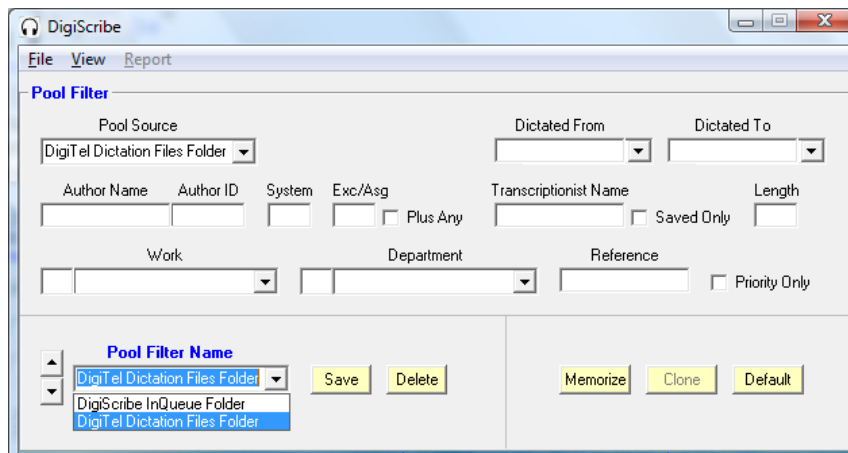 DigiScribe
File View Report
Pool Filter
Pool Source Dictated From Dictated To
DigiTel Dictation Files Folder
Author Name Author ID System Exc/Asg Transcriptionist Name Length
Plus Any Saved Only
Work Department Reference
Priority Only
Pool Filter Name
DigiTel Dictation Files Folder Save Delete Memorize Clone Default
DigiScribe InQueue Folder
DigiTel Dictation Files Folder